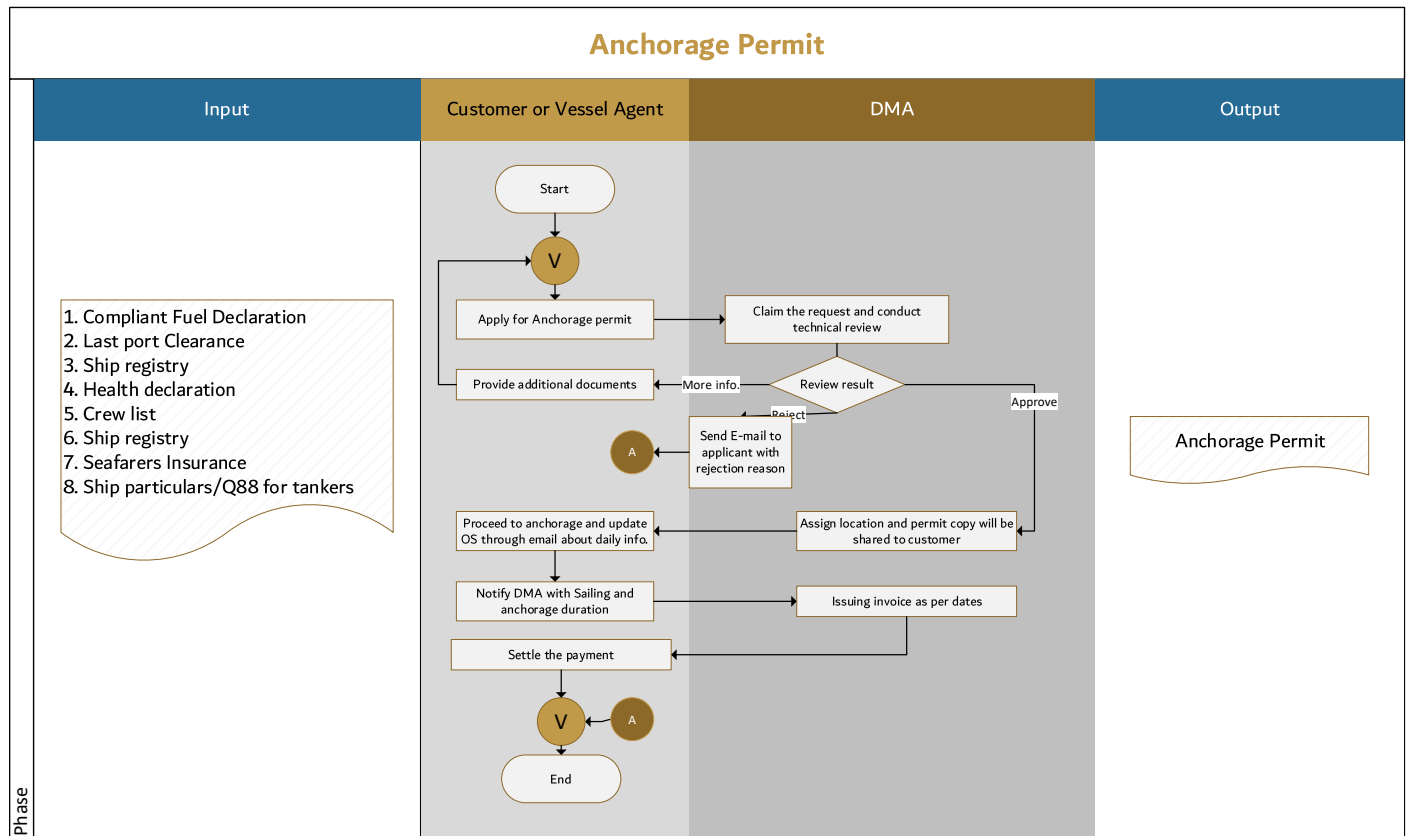 Anchorage Permit
Input
Customer or Vessel Agent
DMA
Output
Start
V
1. Compliant Fuel Declaration
2. Last port Clearance
3. Ship registry
4. Health declaration
5. Crew list
6. Ship registry
7. Seafarers Insurance
8. Ship particulars/Q88 for tankers
Apply for Anchorage permit
Claim the request and conduct
technical review
Provide additional documents
More info.
Review result
Approve
Reject
Send E-mail to
applicant with
rejection reason
A
Anchorage Permit
Proceed to anchorage and update
OS through email about daily info.
Assign location and permit copy will be
shared to customer
Notify DMA with Sailing and
anchorage duration
Issuing invoice as per dates
Settle the payment
V
A
End
Phase